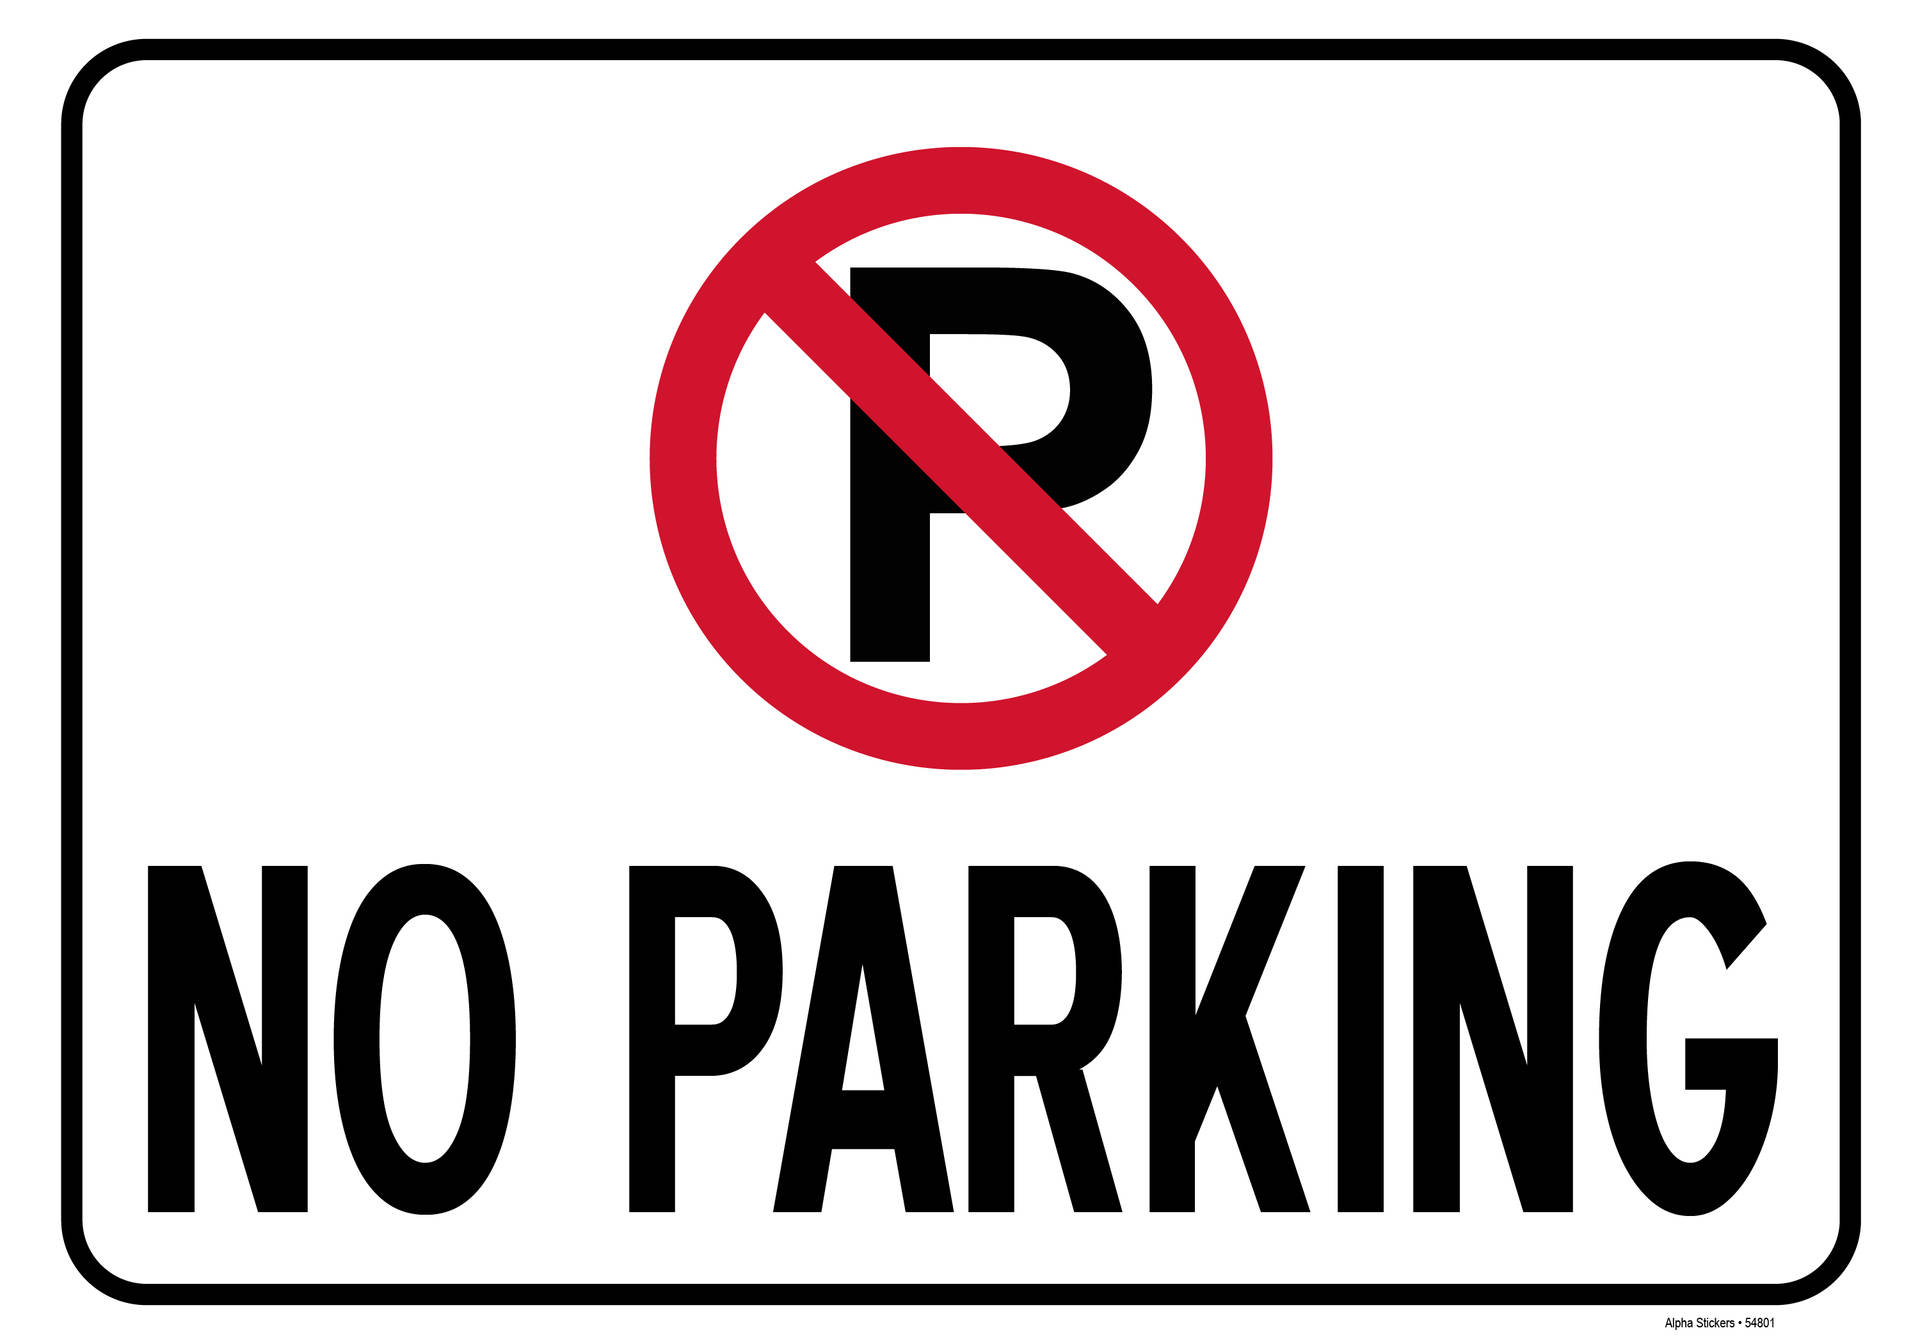 P
NO PARKING
Alpha Stickers • 54801